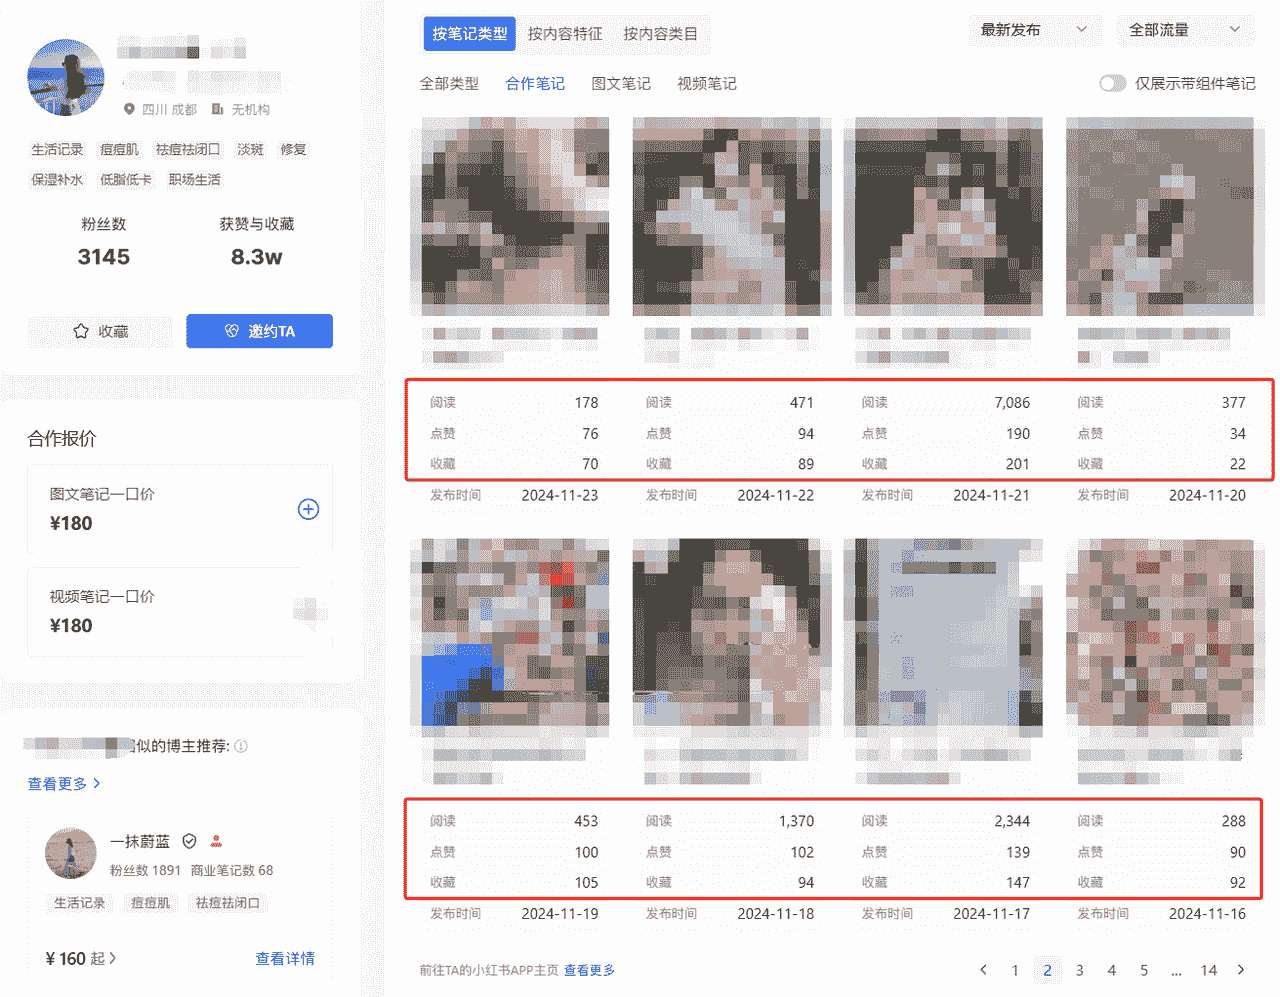 四川 成都 无机构
生活记录 痘痘肌 祛痘祛闭口 淡斑 修复
保湿补水 低脂低卡 职场生活
粉丝数 获赞与收藏
3145 8.3w
收藏 邀约TA
合作报价
图文笔记一口价
¥180
视频笔记一口价
¥180
似的博主推荐:
查看更多 >
一抹蔚蓝
粉丝数 1891 商业笔记数 68
生活记录 痘痘肌 祛痘祛闭口
¥ 160 起 > 查看详情
按笔记类型 按内容特征 按内容类目 最新发布 全部流量
全部类型 合作笔记 图文笔记 视频笔记 仅展示带组件笔记
阅读 178 阅读 471 阅读 7,086 阅读 377
点赞 76 点赞 94 点赞 190 点赞 34
收藏 70 收藏 89 收藏 201 收藏 22
发布时间 2024-11-23 发布时间 2024-11-22 发布时间 2024-11-21 发布时间 2024-11-20
阅读 453 阅读 1,370 阅读 2,344 阅读 288
点赞 100 点赞 102 点赞 139 点赞 90
收藏 105 收藏 94 收藏 147 收藏 92
发布时间 2024-11-19 发布时间 2024-11-18 发布时间 2024-11-17 发布时间 2024-11-16
前往TA的小红书APP主页 查看更多 < 1 2 3 4 5 ... 14 >